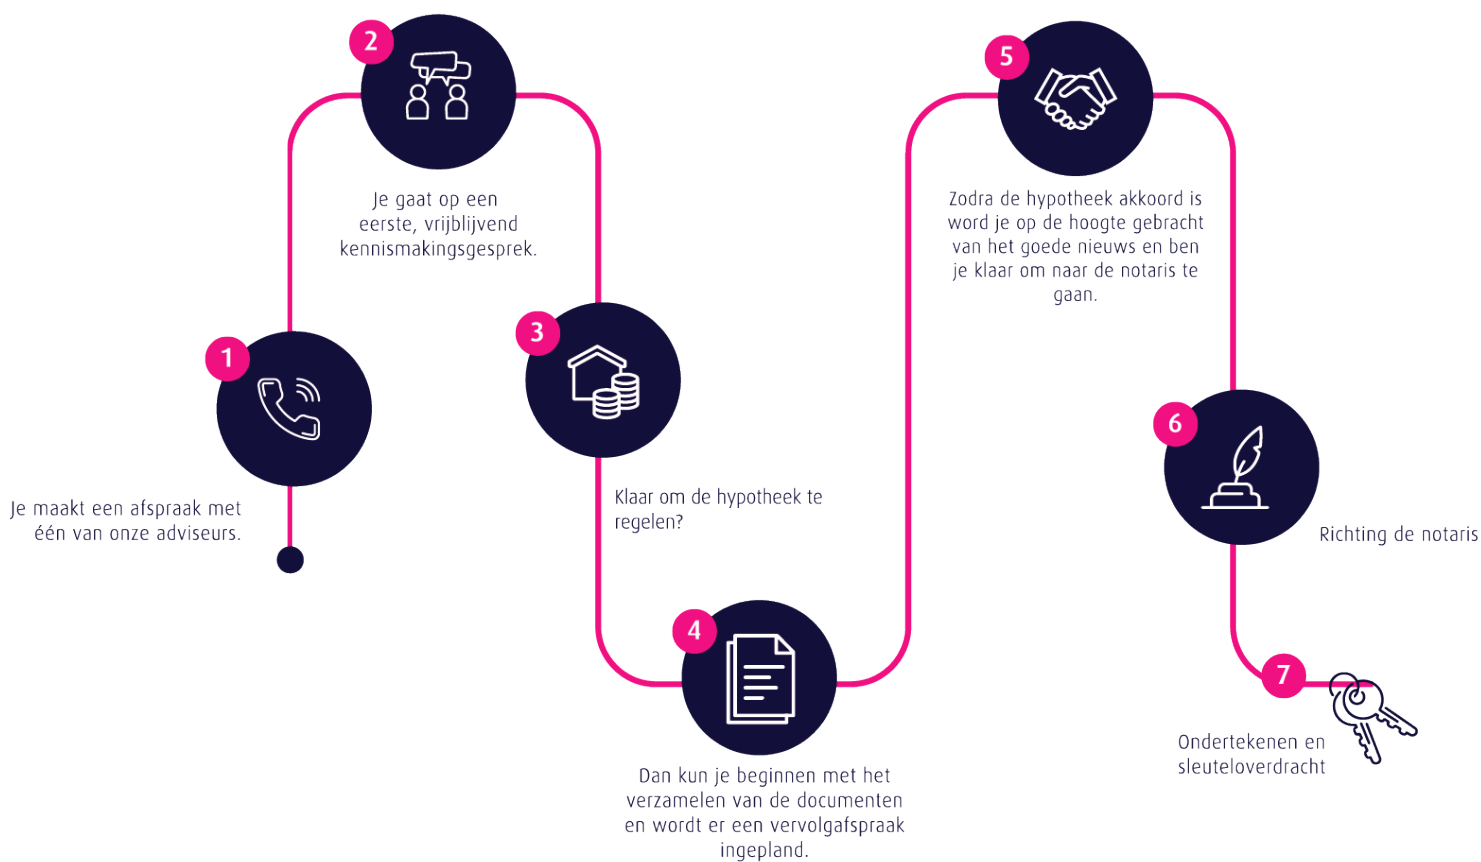 1
Je maakt een afspraak met
één van onze adviseurs.
2
Je gaat op een
eerste, vrijblijvend
kennismakingsgesprek.
3
Klaar om de hypotheek te
regelen?
4
Dan kun je beginnen met het
verzamelen van de documenten
en wordt er een vervolgafspraak
ingepland.
5
Zodra de hypotheek akkoord is
word je op de hoogte gebracht
van het goede nieuws en ben
je klaar om naar de notaris te
gaan.
6
Richting de notaris
7
Ondertekenen en
sleuteloverdracht